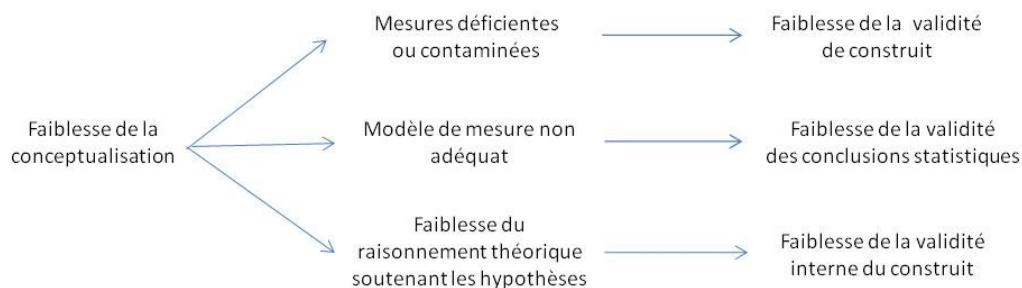 Mesures déficientes
ou contaminées
Faiblesse de la validité
de construit
Faiblesse de la
conceptualisation
Modèle de mesure non
adéquat
Faiblesse de la validité
des conclusions statistiques
Faiblesse du
raisonnement théorique
soutenant les hypothèses
Faiblesse de la validité
interne du construit